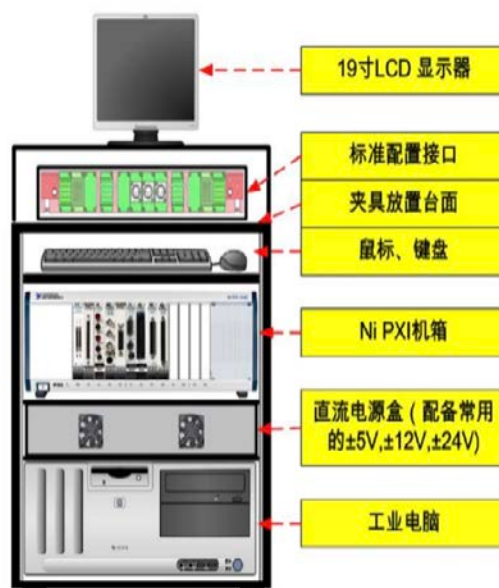 19寸LCD 显示器
标准配置接口
夹具放置台面
鼠标、键盘
Ni PXI机箱
直流电源盒（配备常用
的±5V,±12V,±24V)
工业电脑